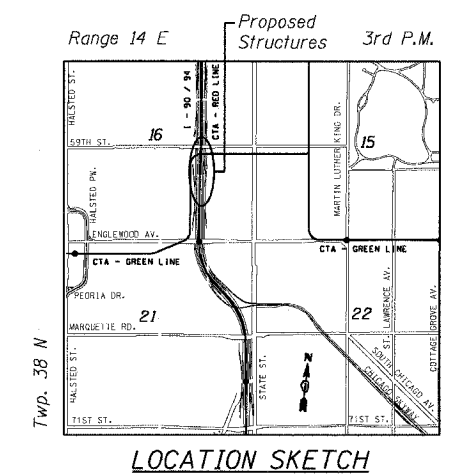 Proposed
Structures
Range 14 E
3rd P.M.
HALSTED ST.
I - 90 / 94
CTA - RED LINE
16
15
59TH ST.
MARTIN LUTHER KING DR.
HALSTED PW.
ENGLEWOOD AV.
CTA - GREEN LINE
CTA - GREEN LINE
PEORIA DR.
21
22
MARQUETTE RD.
ST. LAWRENCE AV.
COTTAGE GROVE AV.
Twp. 38 N
HALSTED ST.
STATE ST.
N
SOUTH CHICAGO AV.
CHICAGO SKYWAY
71ST ST.
71ST ST.
LOCATION SKETCH